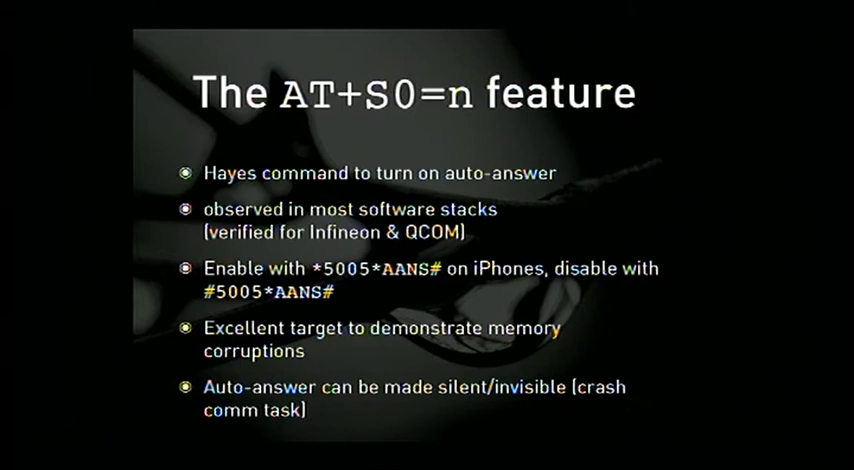 The AT+S0=n feature
Hayes command to turn on auto-answer
observed in most software stacks
(verified for Infineon & QCOM)
Enable with *5005*AANS# on iPhones, disable with
#5005*AANS#
Excellent target to demonstrate memory
corruptions
Auto-answer can be made silent/invisible (crash
comm task)